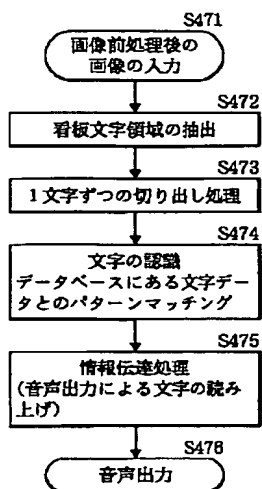 S471
画像前処理後の
画像の入力
S472
看板文字領域の抽出
S473
1文字ずつの切り出し処理
S474
文字の認識
データベースにある文字デー
タとのパターンマッチング
S475
情報伝達処理
(音声出力による文字の読み
上げ)
S476
音声出力